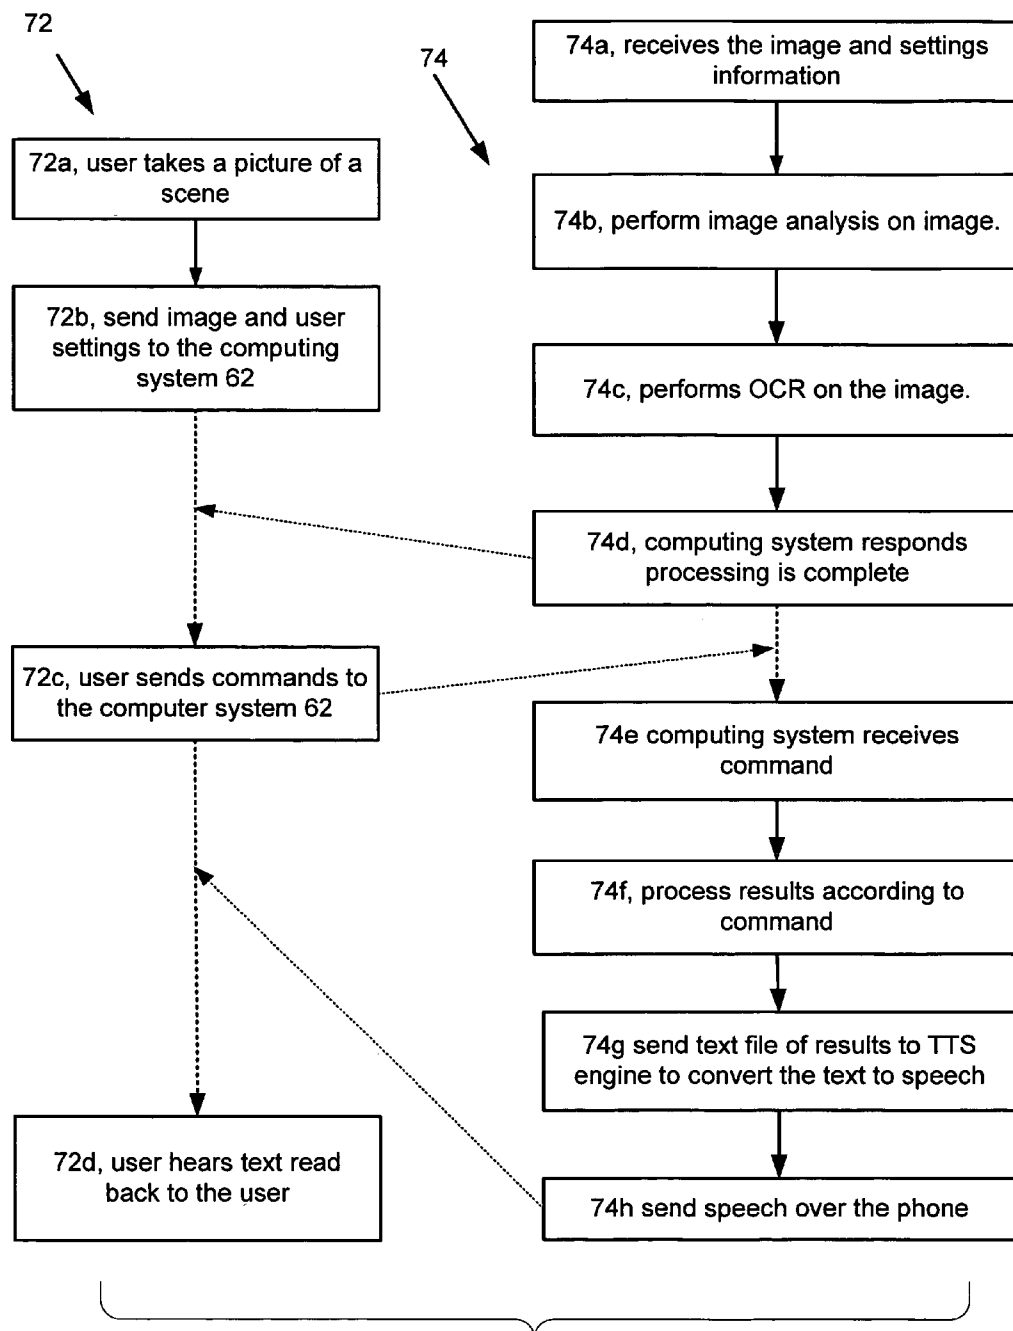 72
72a, user takes a picture of a
scene
72b, send image and user
settings to the computing
system 62
72c, user sends commands to
the computer system 62
72d, user hears text read
back to the user
74
74a, receives the image and settings
information
74b, perform image analysis on image.
74c, performs OCR on the image.
74d, computing system responds
processing is complete
74e computing system receives
command
74f, process results according to
command
74g send text file of results to TTS
engine to convert the text to speech
74h send speech over the phone